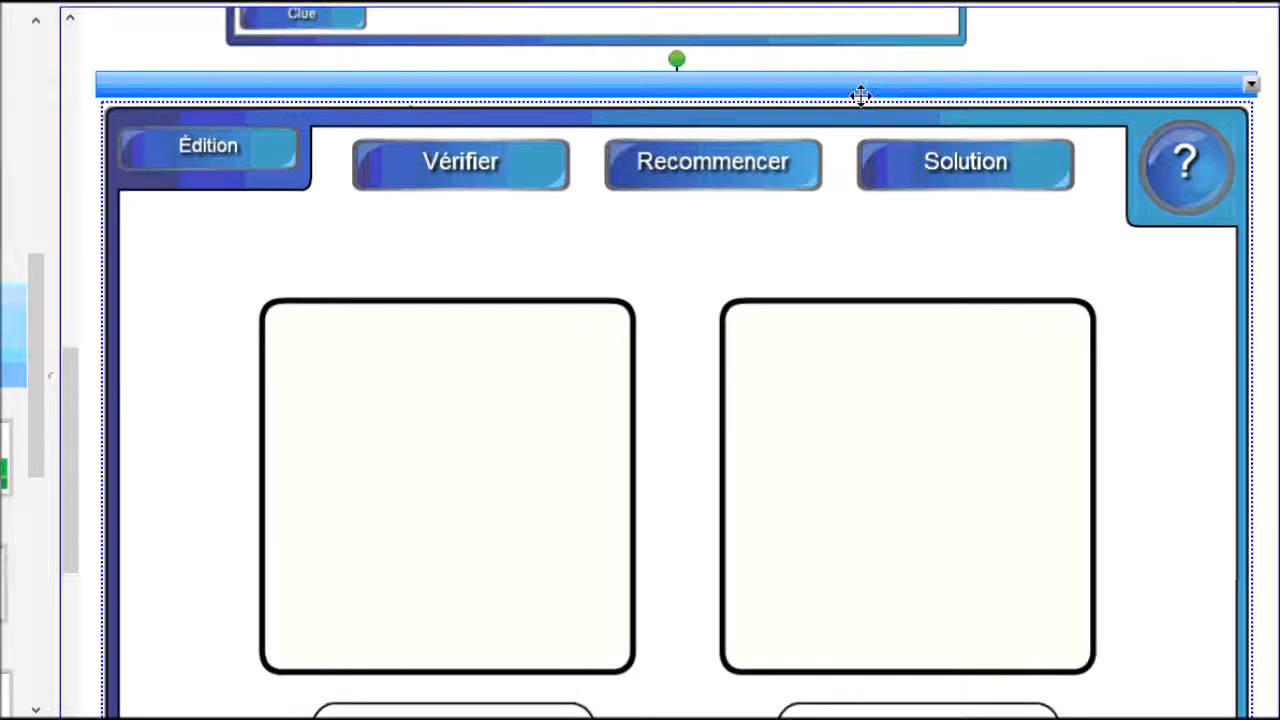 Clue
Édition
Vérifier
Recommencer
Solution
?